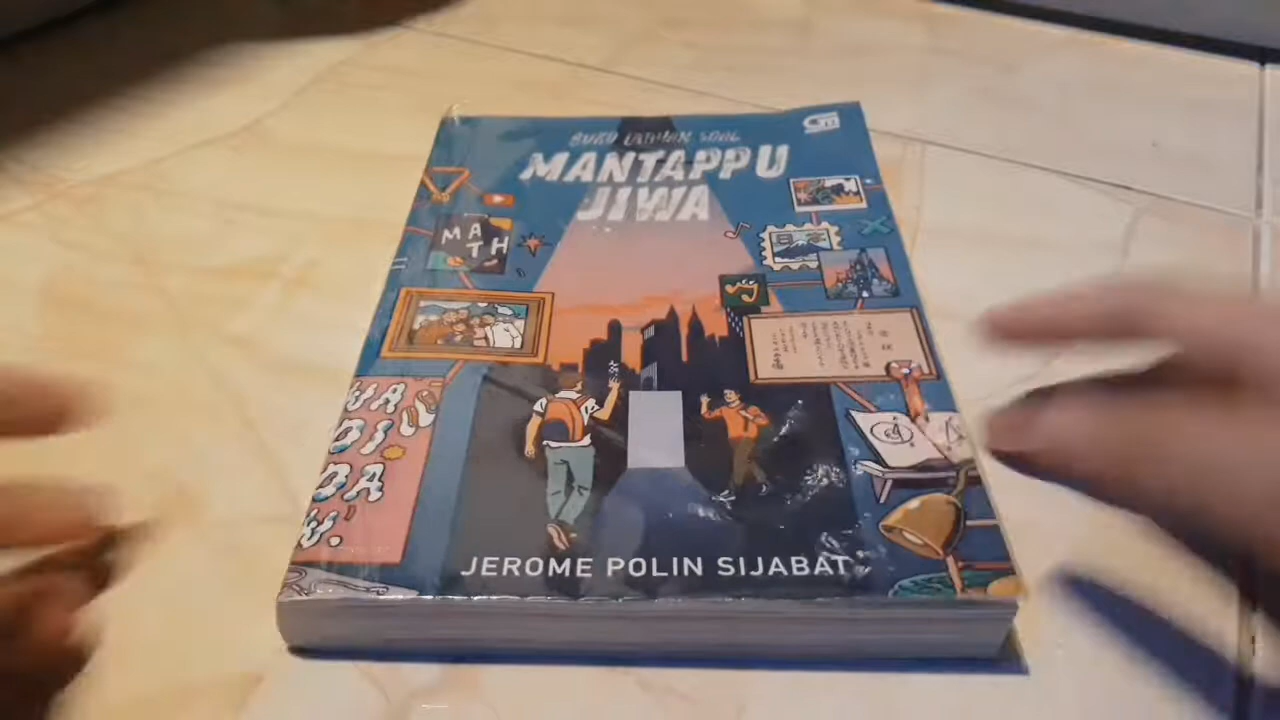 BUKU LATIHAN SOAL
MANTAPPU
JIWA
MATH
JEROME POLIN SIJABAT